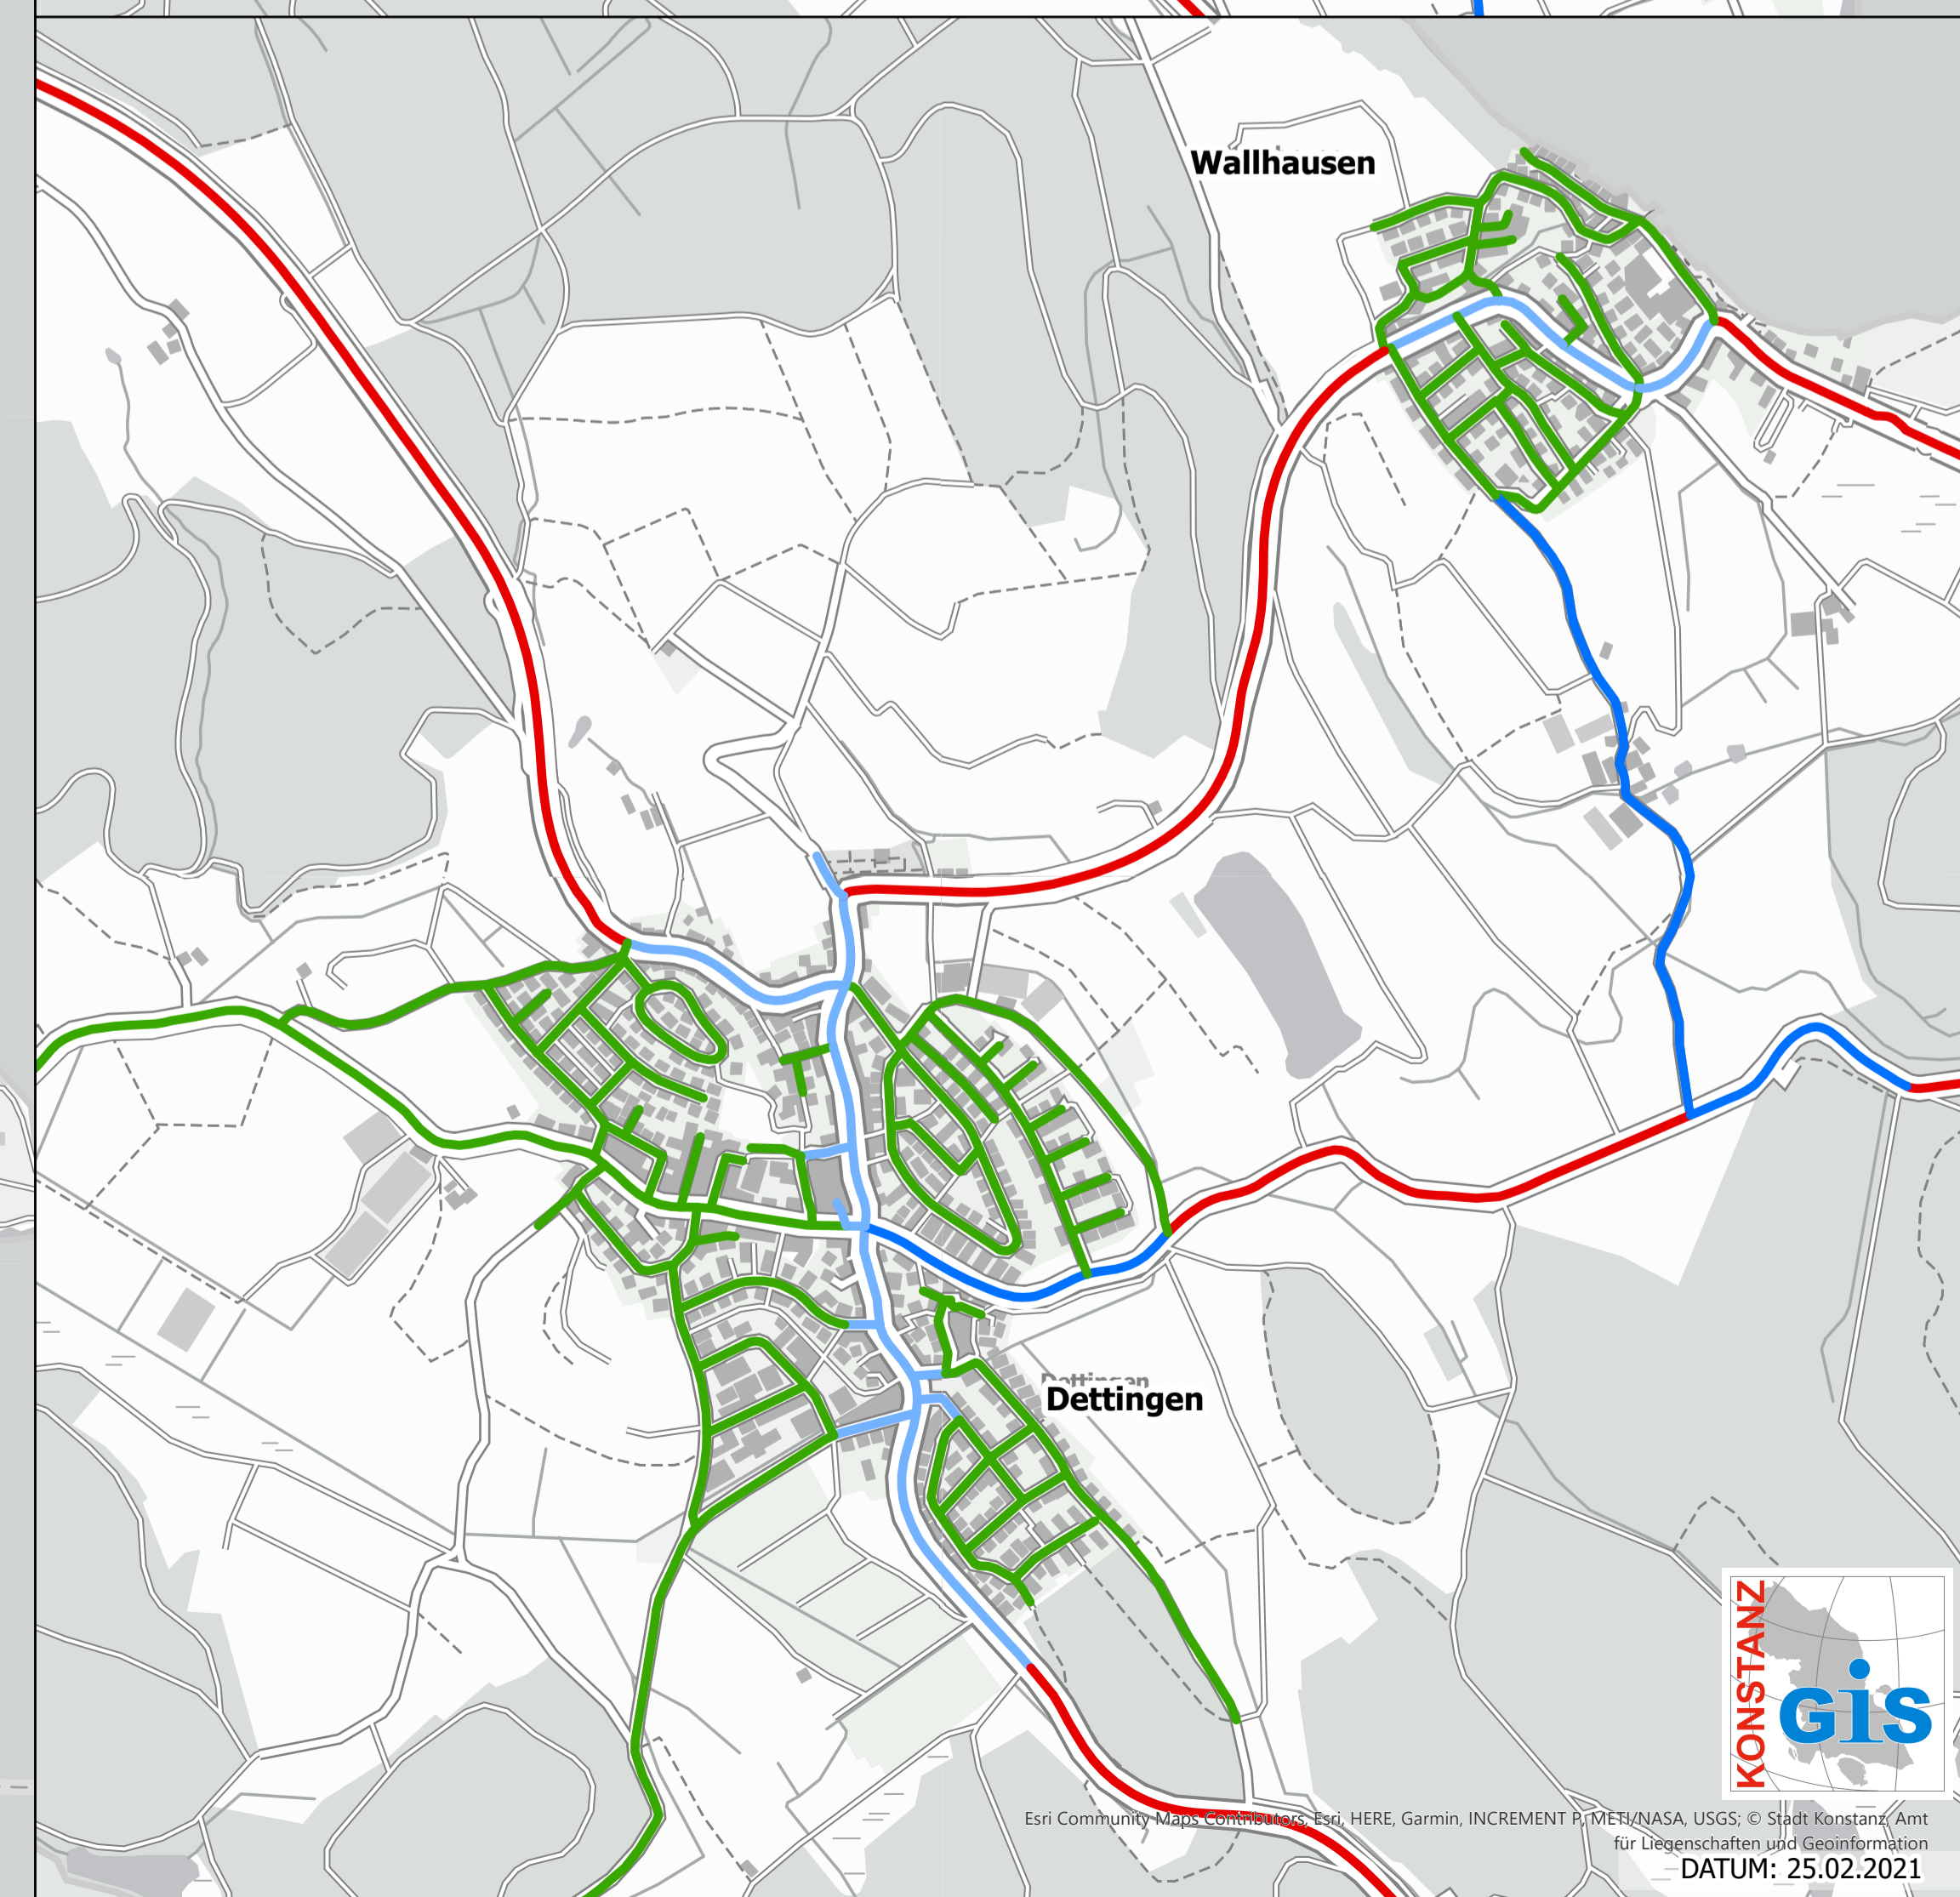 Wallhausen
Dettingen
Dettingen
KONSTANZ
GiS
Esri Community Maps Contributors, Esri, HERE, Garmin, INCREMENT P, METI/NASA, USGS; © Stadt Konstanz, Amt
für Liegenschaften und Geoinformation
DATUM: 25.02.2021